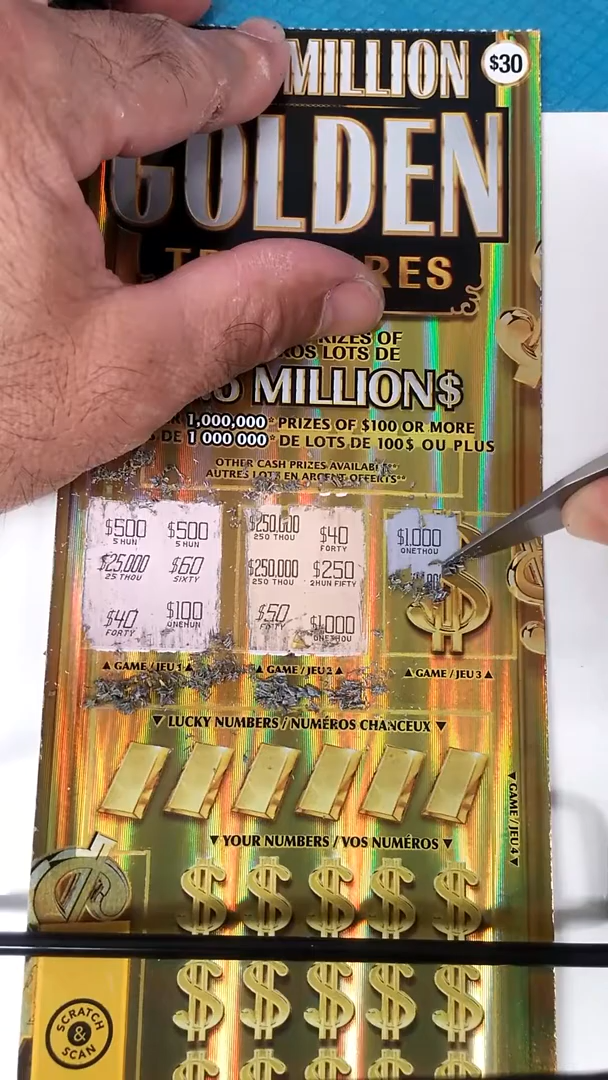 MILLION
$30
GOLDEN
RES
RIZES OF
OS LOTS DE
MILLION$
1,000,000* PRIZES OF $100 OR MORE
DE 1 000 000* DE LOTS DE 100$ OU PLUS
OTHER CASH PRIZES AVAILABLE**
AUTRES LOTS EN ARGENT OFFERTS**
$500 $500 $250.000 $40 $1.000
5 HUN 5 HUN 250 THOU FORTY ONETHOU
$25.000 $60 $250.000 $250
25 THOU SIXTY 250 THOU 2HUN FIFTY
$40 $100 $50 $1.000
FORTY ONEHUN FIFTY ONETHOU
▲ GAME / JEU 1 ▲ ▲ GAME / JEU 2 ▲ ▲ GAME / JEU 3 ▲
▼ LUCKY NUMBERS / NUMÉROS CHANCEUX ▼
▼ GAME / JEU 4 ▼
▼ YOUR NUMBERS / VOS NUMÉROS ▼
SCRATCH
&
SCAN